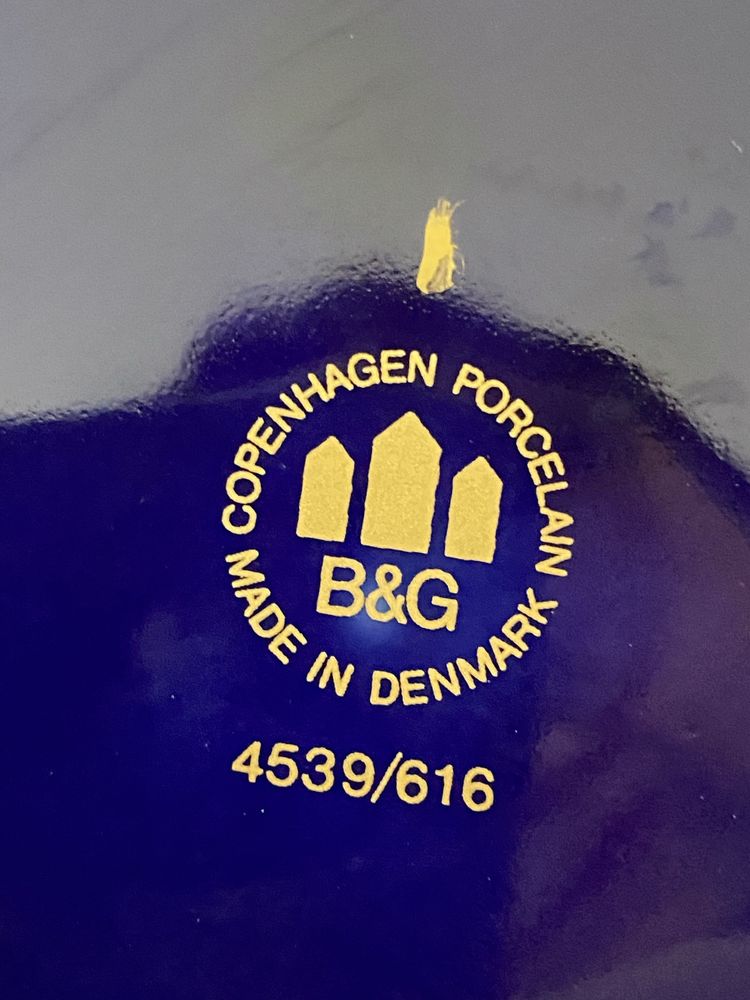 COPENHAGEN PORCELAIN
B&G
MADE IN DENMARK
4539/616